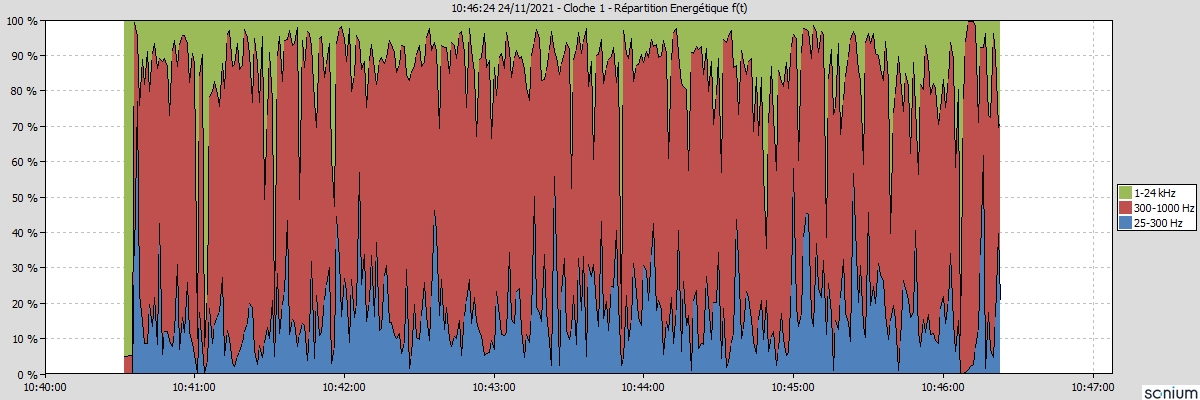 10:46:24 24/11/2021 - Cloche 1 - Répartition Energétique f(t)
100 %
90 %
80 %
70 %
60 %
50 %
40 %
30 %
20 %
10 %
0 %
10:40:00 10:41:00 10:42:00 10:43:00 10:44:00 10:45:00 10:46:00 10:47:00
1-24 kHz
300-1000 Hz
25-300 Hz
sonium